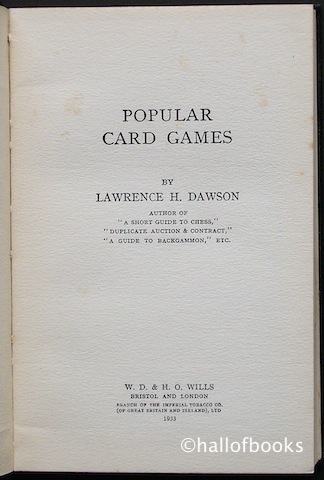 POPULAR
CARD GAMES
BY
LAWRENCE H. DAWSON
AUTHOR OF
"A SHORT GUIDE TO CHESS,"
"DUPLICATE AUCTION & CONTRACT,"
"A GUIDE TO BACKGAMMON," ETC.
W. D. & H. O. WILLS
BRISTOL AND LONDON
BRANCH OF THE IMPERIAL TOBACCO CO.
(OF GREAT BRITAIN AND IRELAND), LTD
1933
©hallofbooks